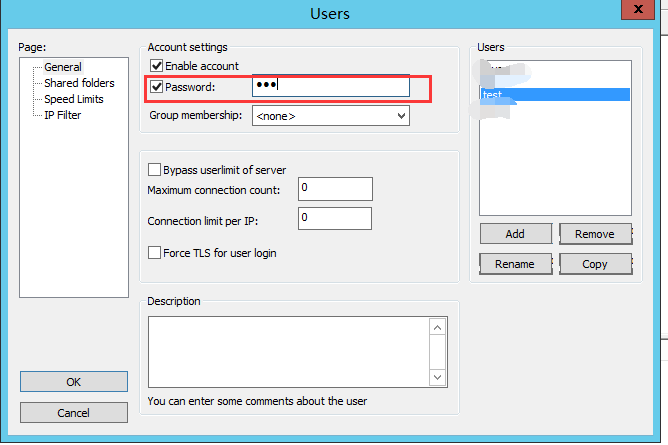 Users
x
Page:
General
Shared folders
Speed Limits
IP Filter
OK
Cancel
Account settings
Enable account
Password: •••
Group membership: <none>
Bypass userlimit of server
Maximum connection count: 0
Connection limit per IP: 0
Force TLS for user login
Description
You can enter some comments about the user
Users
test
Add Remove
Rename Copy